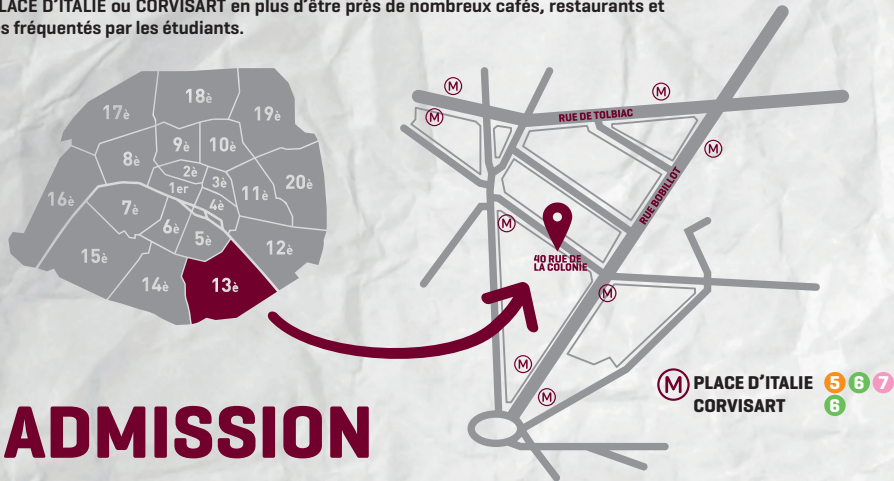 PLACE D'ITALIE ou CORVISART en plus d'être près de nombreux cafés, restaurants et
fréquentés par les étudiants.
18è
17è
19è
9è
10è
8è
2è
3è
1er
4è
11è
20è
16è
7è
6è
5è
12è
15è
14è
13è
M
M
M
RUE DE TOLBIAC
M
RUE BOBILLOT
M
40 RUE DE
LA COLONIE
M
M
M
M PLACE D'ITALIE 5 6 7
CORVISART 6
ADMISSION